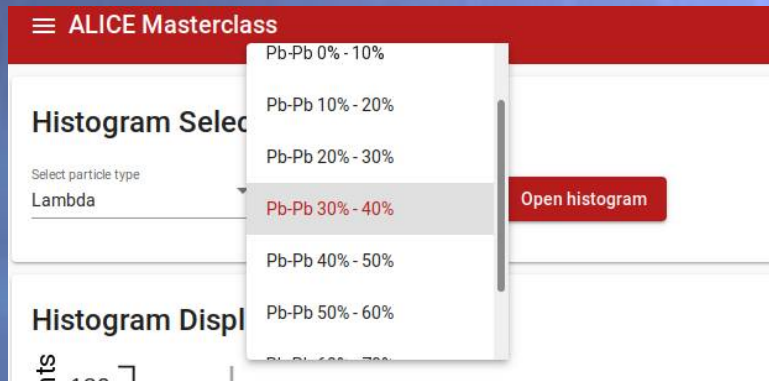 ALICE Masterclass
Histogram Selec
Select particle type
Lambda
Pb-Pb 0% - 10%
Pb-Pb 10% - 20%
Pb-Pb 20% - 30%
Pb-Pb 30% - 40%
Pb-Pb 40% - 50%
Pb-Pb 50% - 60%
Open histogram
Histogram Displ